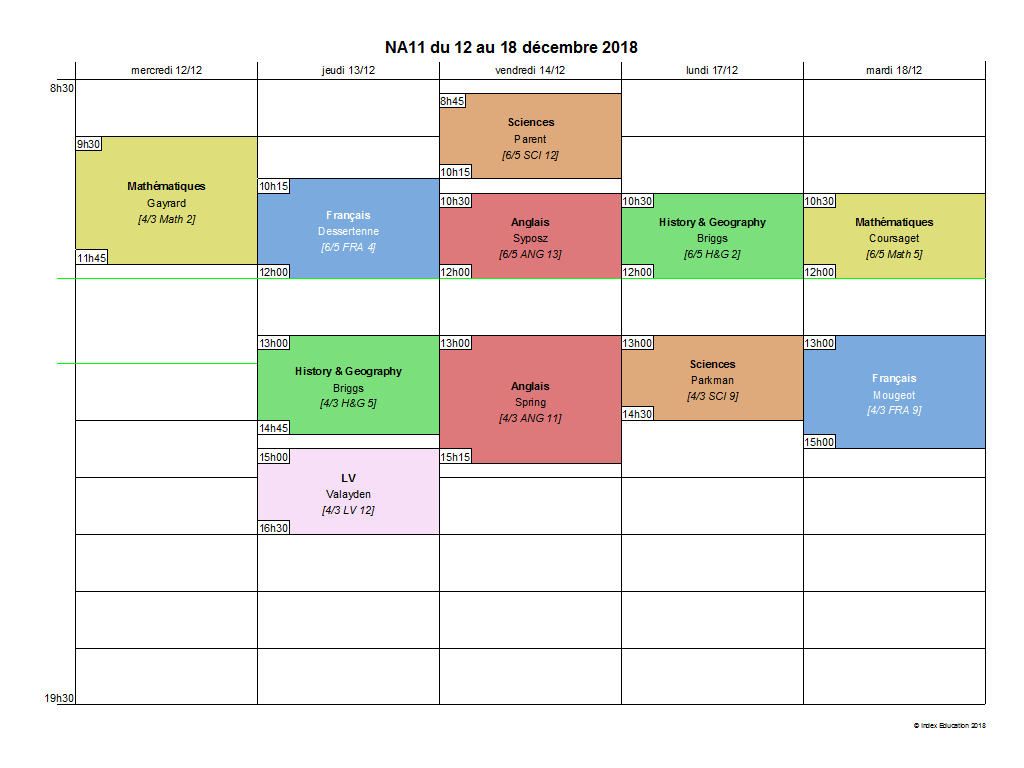 NA11 du 12 au 18 décembre 2018
mercredi 12/12
jeudi 13/12
vendredi 14/12
lundi 17/12
mardi 18/12
8h30
9h30
Mathématiques
Gayrard
[4/3 Math 2]
11h45
10h15
Français
Dessertenne
[6/5 FRA 4]
12h00
13h00
History & Geography
Briggs
[4/3 H&G 5]
14h45
15h00
LV
Valayden
[4/3 LV 12]
16h30
8h45
Sciences
Parent
[6/5 SCI 12]
10h15
10h30
Anglais
Syposz
[6/5 ANG 13]
12h00
13h00
Anglais
Spring
[4/3 ANG 11]
15h15
10h30
History & Geography
Briggs
[6/5 H&G 2]
12h00
13h00
Sciences
Parkman
[4/3 SCI 9]
14h30
10h30
Mathématiques
Coursaget
[6/5 Math 5]
12h00
13h00
Français
Mougeot
[4/3 FRA 9]
15h00
19h30
© Index Education 2018